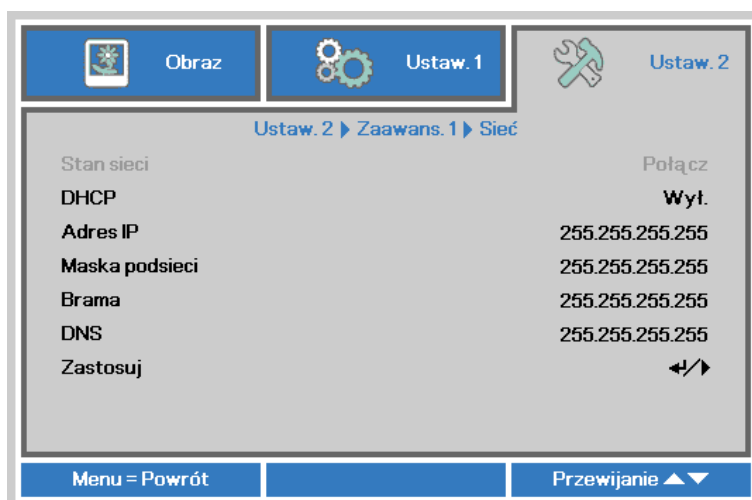 Obraz Ustaw. 1 Ustaw. 2
Ustaw. 2 Zaawans. 1 Sieć
Stan sieci Połącz
DHCP Wył.
Adres IP 255.255.255.255
Maska podsieci 255.255.255.255
Brama 255.255.255.255
DNS 255.255.255.255
Zastosuj
Menu = Powrót Przewijanie